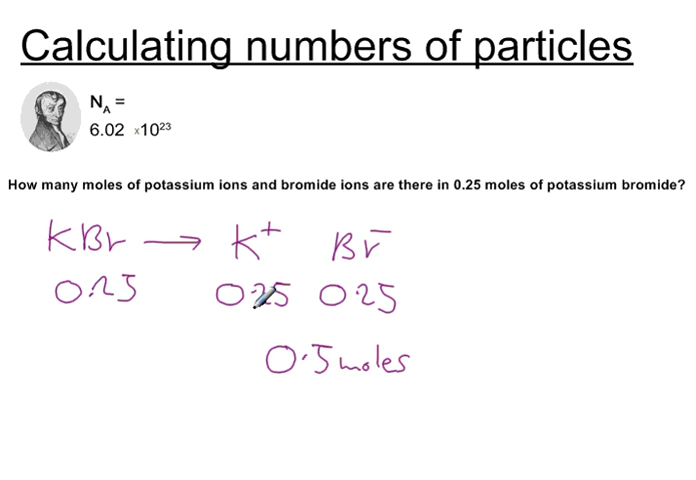 Calculating numbers of particles
N_A =
6.02 x10²³
How many moles of potassium ions and bromide ions are there in 0.25 moles of potassium bromide?
KBr → K⁺ Br⁻
0.25 0.25 0.25
0.5 moles